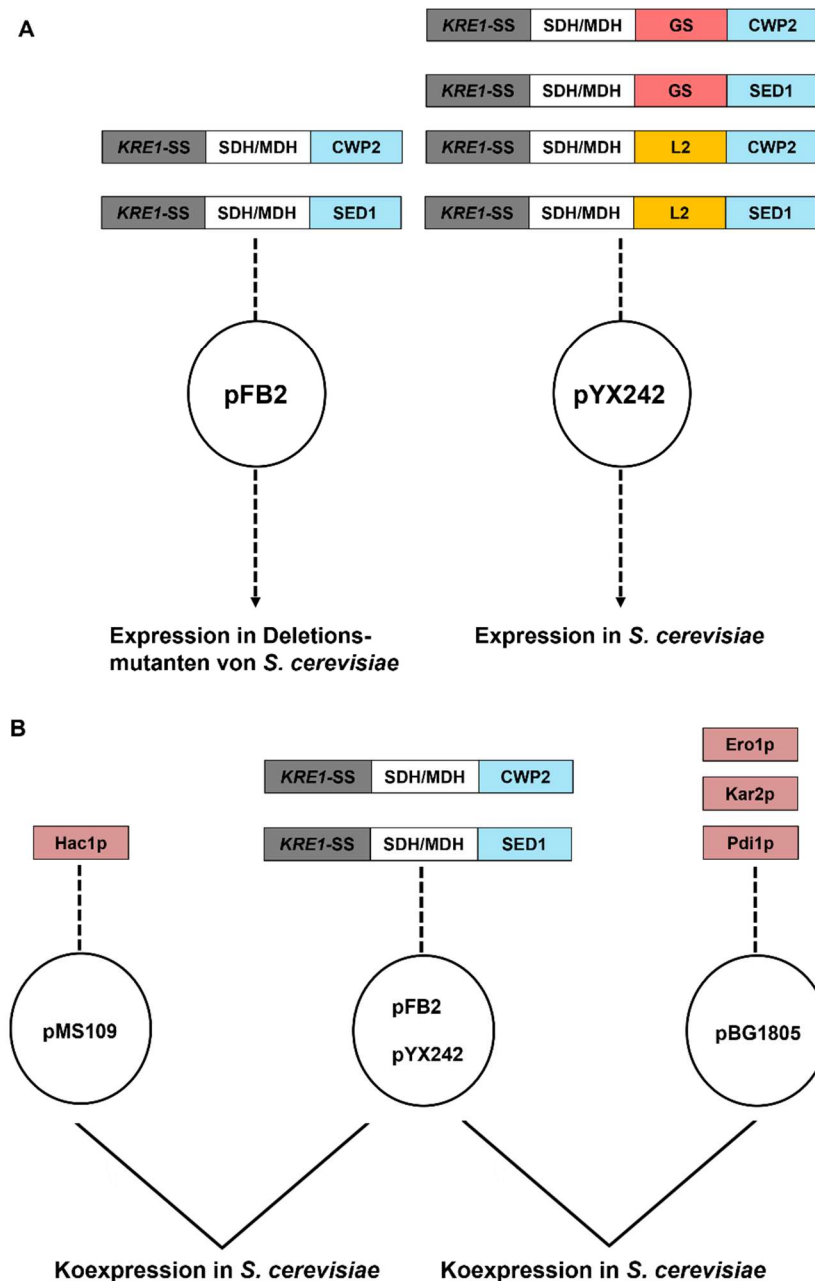 A
KRE1-SS SDH/MDH GS CWP2
KRE1-SS SDH/MDH GS SED1
KRE1-SS SDH/MDH CWP2
KRE1-SS SDH/MDH L2 CWP2
KRE1-SS SDH/MDH SED1
KRE1-SS SDH/MDH L2 SED1
pFB2
pYX242
Expression in Deletions-
mutanten von S. cerevisiae
Expression in S. cerevisiae
B
Ero1p
KRE1-SS SDH/MDH CWP2
Kar2p
Hac1p
KRE1-SS SDH/MDH SED1
Pdi1p
pMS109
pFB2
pYX242
pBG1805
Koexpression in S. cerevisiae
Koexpression in S. cerevisiae